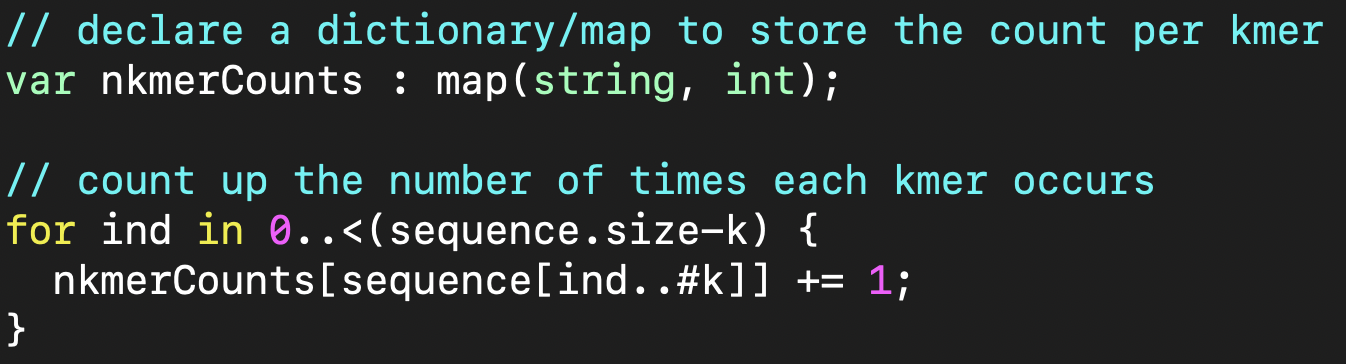 // declare a dictionary/map to store the count per kmer
var nkmerCounts : map(string, int);
// count up the number of times each kmer occurs
for ind in 0..<(sequence.size-k) {
  nkmerCounts[sequence[ind..#k]] += 1;
}